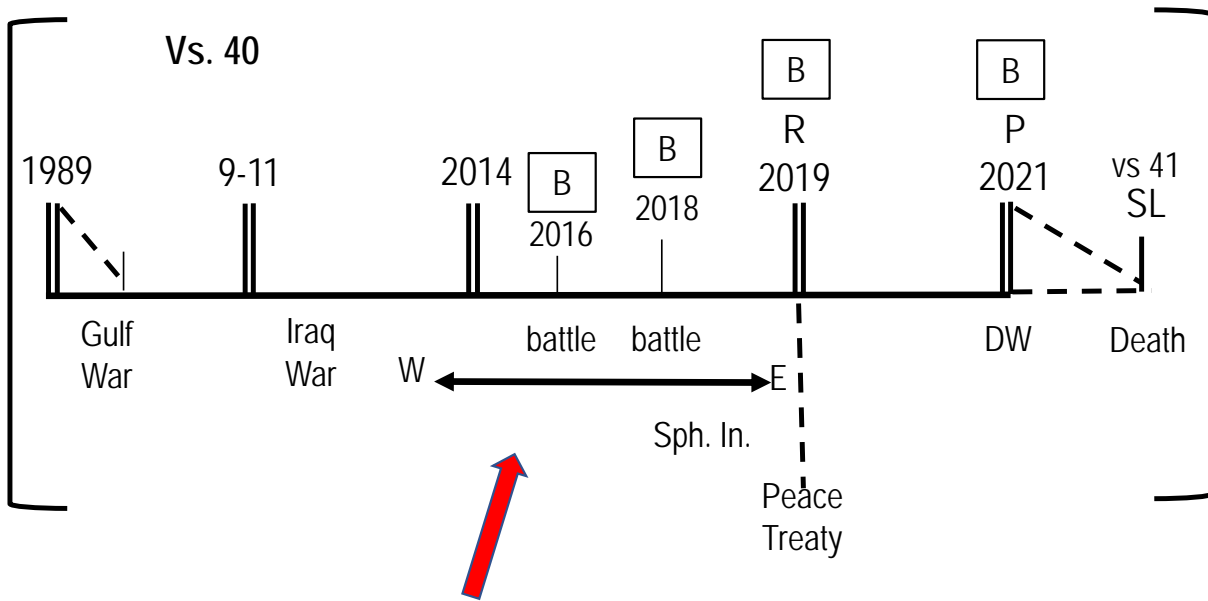 Vs. 40
B
B
B
B
R
P
1989
9-11
2014
2016
2018
2019
2021
vs 41
SL
Gulf
War
Iraq
War
battle
battle
DW
Death
W
E
Sph. In.
Peace
Treaty